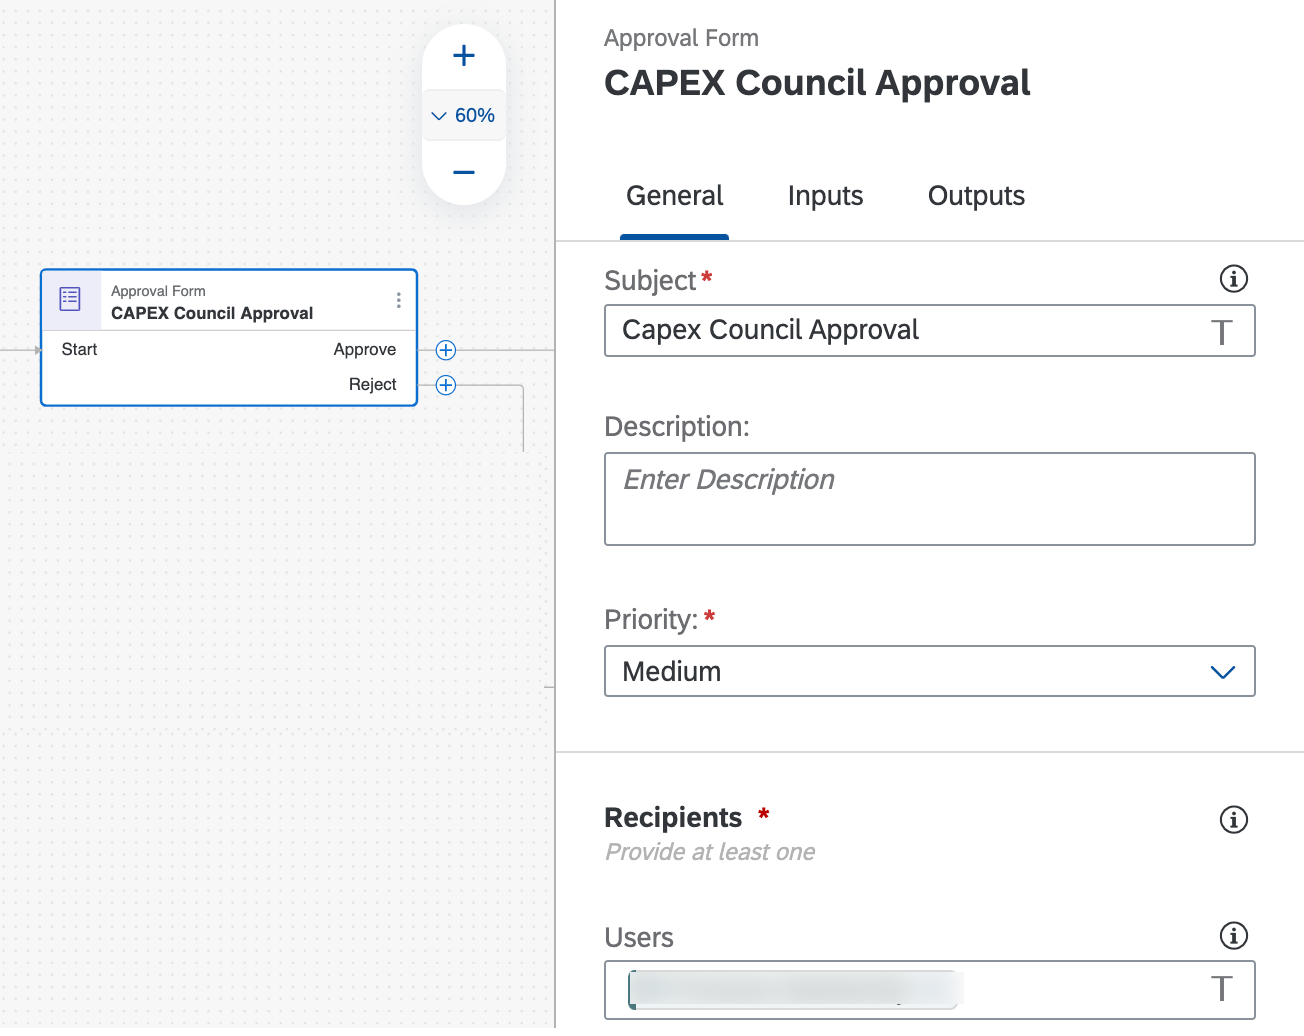 60%
Approval Form
CAPEX Council Approval
Start
Approve
Reject
Approval Form
CAPEX Council Approval
General Inputs Outputs
Subject*
Capex Council Approval
Description:
Enter Description
Priority:*
Medium
Recipients *
Provide at least one
Users